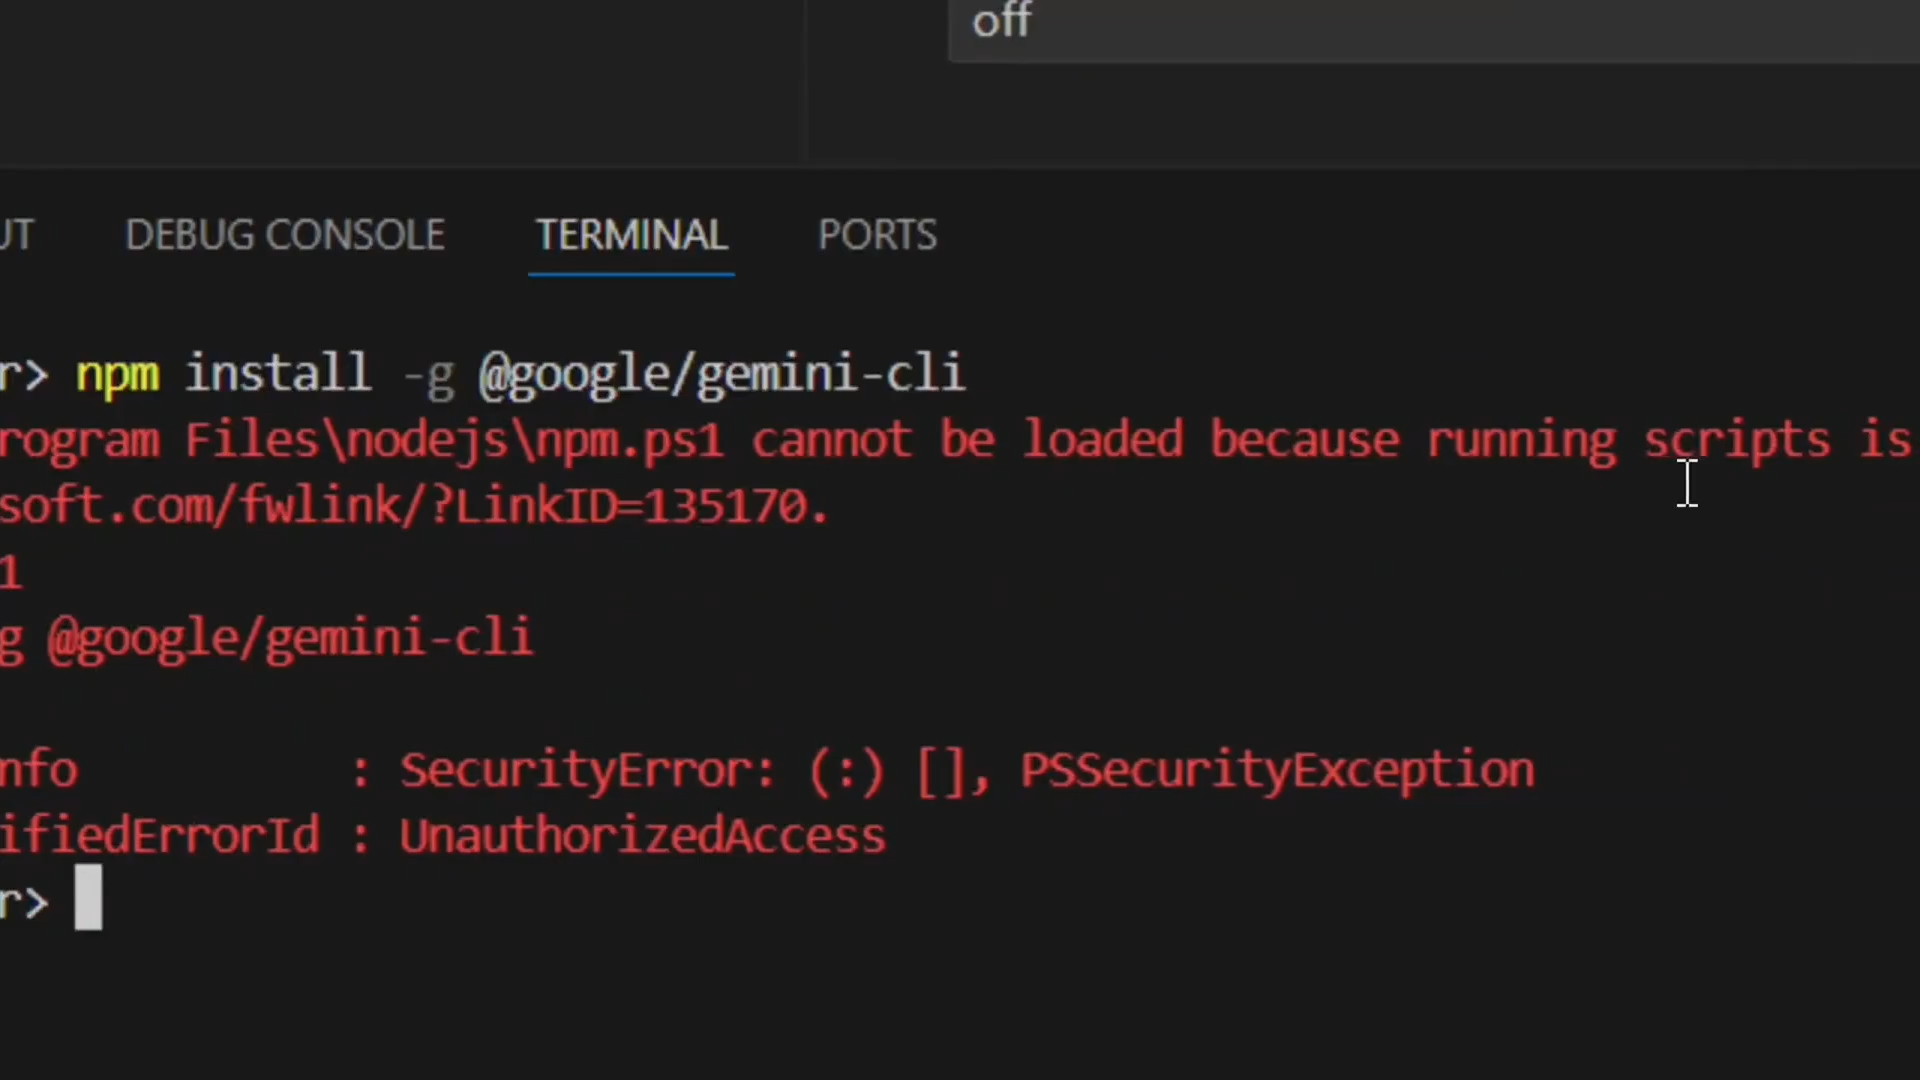 off
UT DEBUG CONSOLE TERMINAL PORTS
r> npm install -g @google/gemini-cli
rogram Files\nodejs\npm.ps1 cannot be loaded because running scripts is
soft.com/fwlink/?LinkID=135170.
1
g @google/gemini-cli
nfo : SecurityError: (:) [], PSSecurityException
ifiedErrorId : UnauthorizedAccess
r>